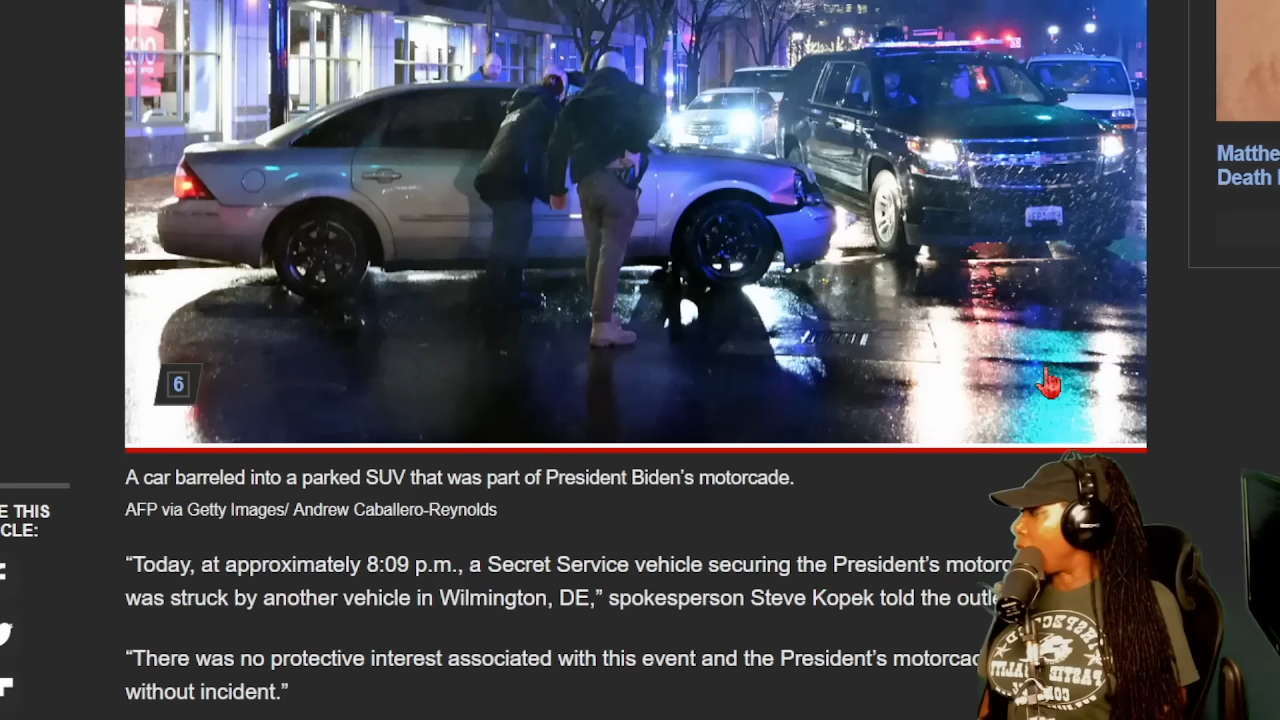 6
Matthe
Death
A car barreled into a parked SUV that was part of President Biden’s motorcade.
AFP via Getty Images/ Andrew Caballero-Reynolds
E THIS
CLE:
“Today, at approximately 8:09 p.m., a Secret Service vehicle securing the President’s motorc
was struck by another vehicle in Wilmington, DE,” spokesperson Steve Kopek told the outle
“There was no protective interest associated with this event and the President’s motorcad
without incident.”